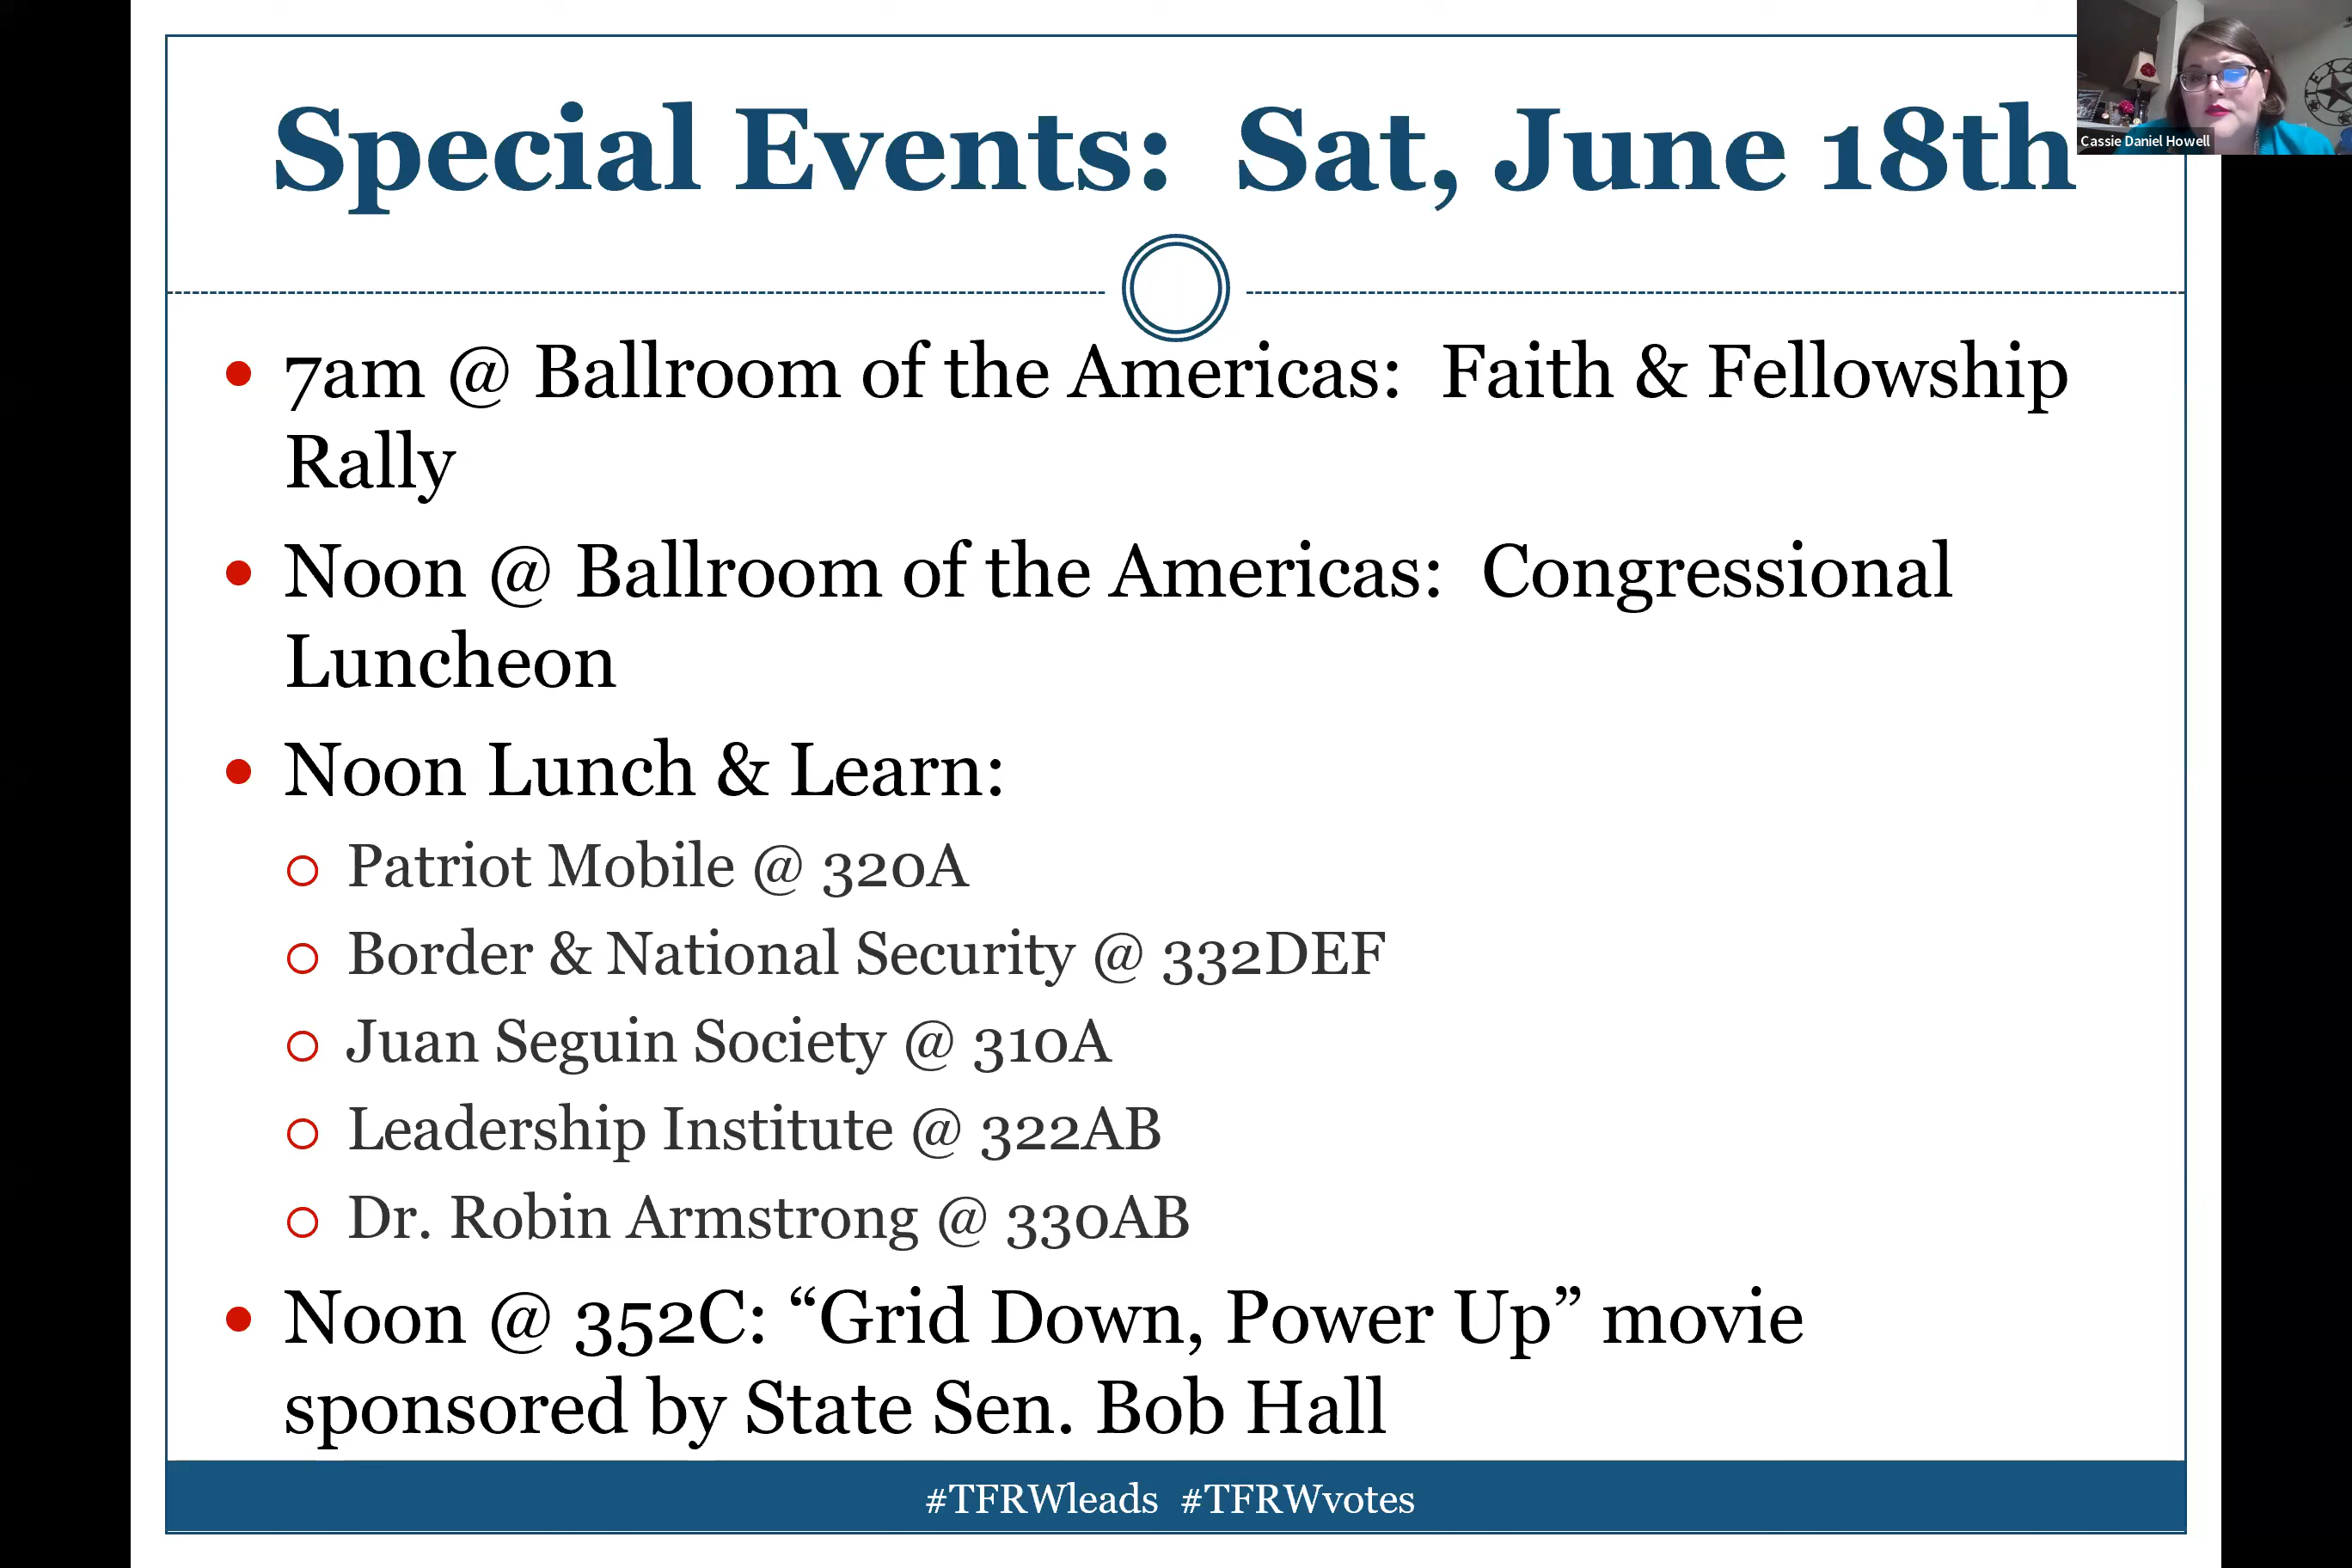 Special Events: Sat, June 18th
Cassie Daniel Howell
7am @ Ballroom of the Americas: Faith & Fellowship
Rally
Noon @ Ballroom of the Americas: Congressional
Luncheon
Noon Lunch & Learn:
Patriot Mobile @ 320A
Border & National Security @ 332DEF
Juan Seguin Society @ 310A
Leadership Institute @ 322AB
Dr. Robin Armstrong @ 330AB
Noon @ 352C: “Grid Down, Power Up” movie
sponsored by State Sen. Bob Hall
#TFRWleads #TFRWvotes